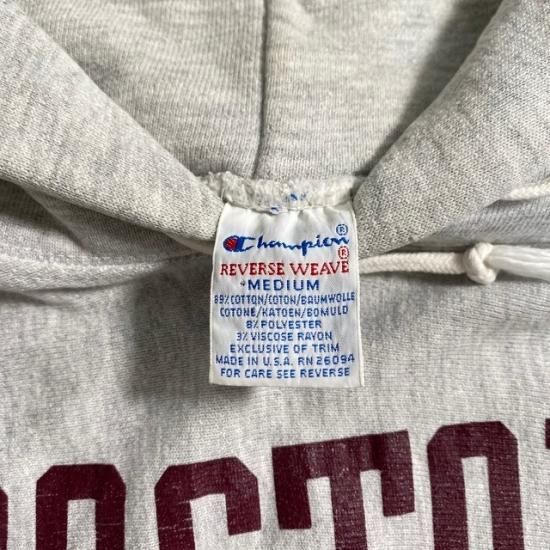 Champion®
REVERSE WEAVE®
MEDIUM
89% COTTON/COTON/BAUMWOLLE
COTONE/KATOEN/BOMULD
8% POLYESTER
3% VISCOSE RAYON
EXCLUSIVE OF TRIM
MADE IN U.S.A. RN 26094
FOR CARE SEE REVERSE